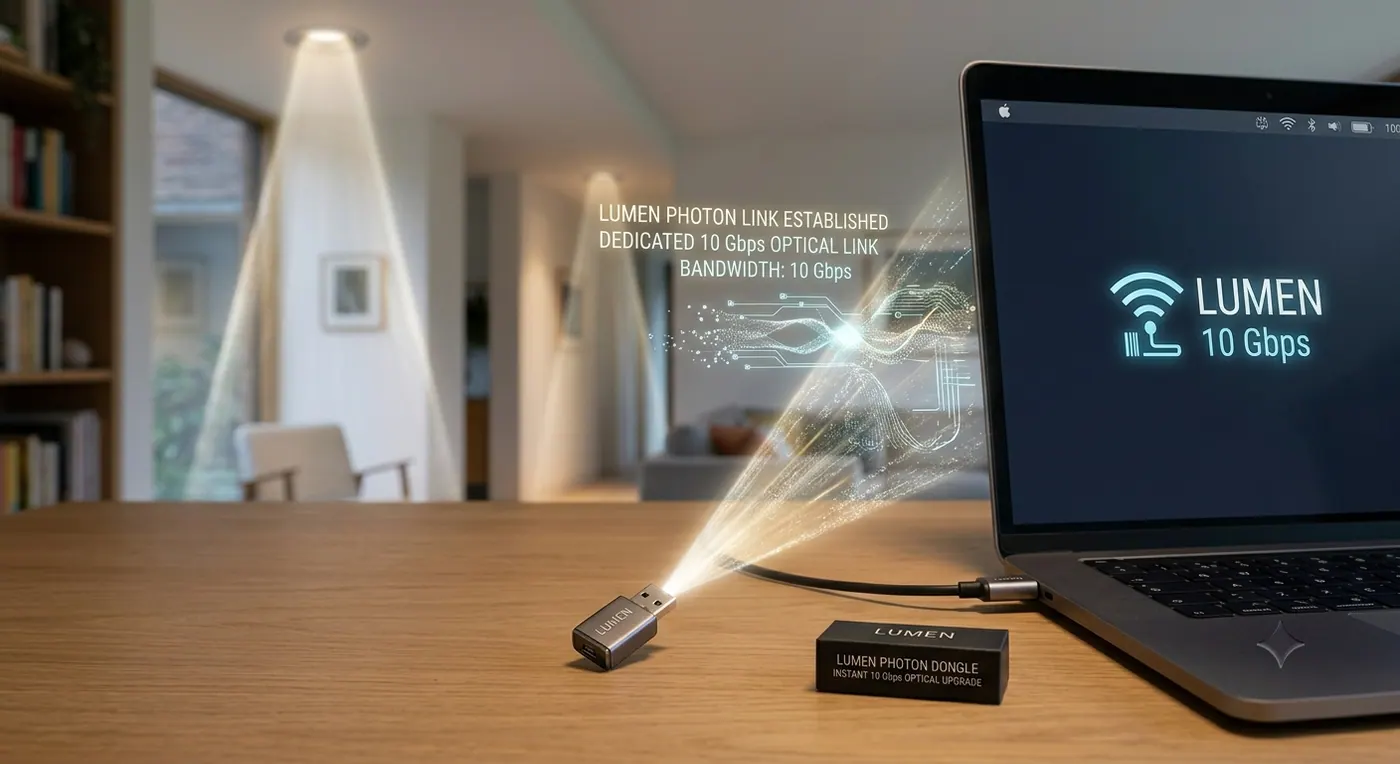 LUMEN PHOTON LINK ESTABLISHED
DEDICATED 10 Gbps OPTICAL LINK
BANDWIDTH: 10 Gbps
100
LUMEN
10 Gbps
LUMEN
LUMEN
LUMEN PHOTON DONGLE
INSTANT 10 Gbps OPTICAL UPGRADE